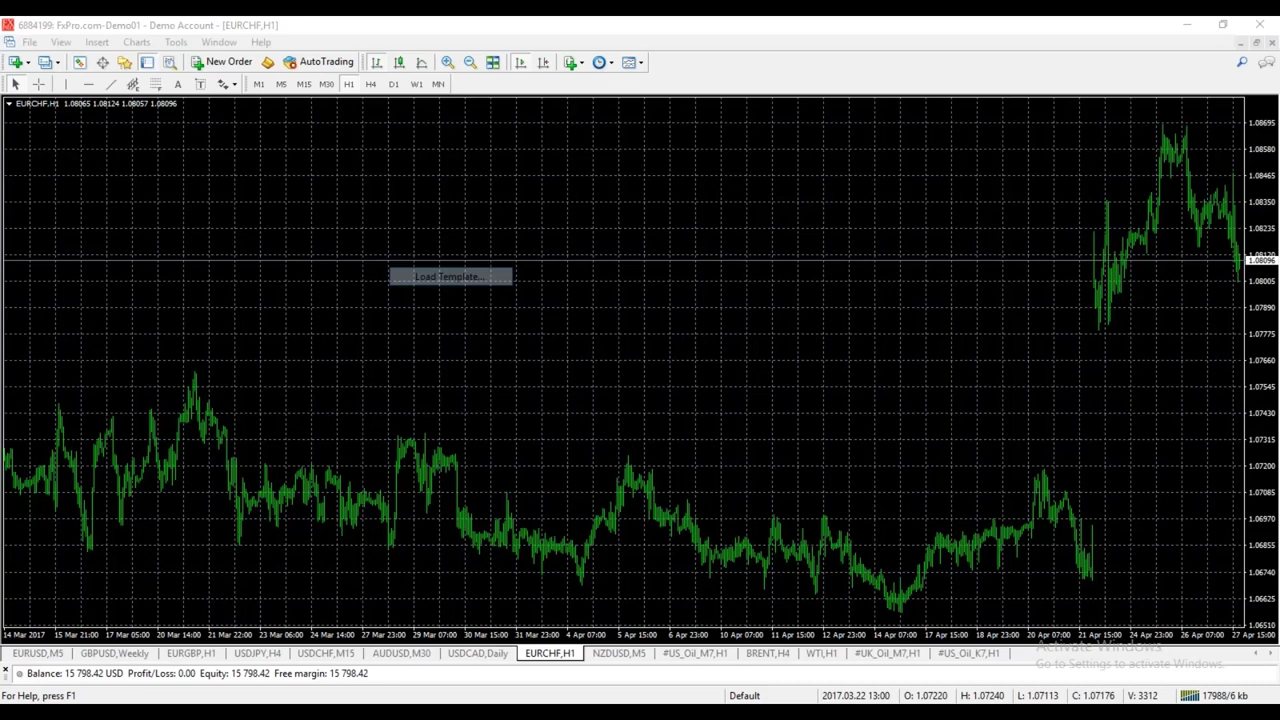 6884199: FxPro.com-Demo01 - Demo Account - [EURCHF,H1]
File View Insert Charts Tools Window Help
New Order AutoTrading
M1 M5 M15 M30 H1 H4 D1 W1 MN
EURCHF,H1 1.08065 1.08124 1.08057 1.08096
1.08695
1.08580
1.08465
1.08350
1.08235
1.08120
1.08096
Load Template...
1.08005
1.07890
1.07775
1.07660
1.07545
1.07430
1.07315
1.07200
1.07085
1.06970
1.06855
1.06740
1.06625
1.06510
14 Mar 2017 15 Mar 21:00 17 Mar 05:00 20 Mar 14:00 21 Mar 22:00 23 Mar 06:00 24 Mar 14:00 27 Mar 23:00 29 Mar 07:00 30 Mar 15:00 31 Mar 23:00 4 Apr 07:00 5 Apr 15:00 6 Apr 23:00 10 Apr 07:00 11 Apr 15:00 12 Apr 23:00 14 Apr 07:00 17 Apr 15:00 18 Apr 23:00 20 Apr 07:00 21 Apr 15:00 24 Apr 23:00 26 Apr 07:00 27 Apr 15:00
Activate Windows
EURUSD,M5 GBPUSD,Weekly EURGBP,H1 USDJPY,H4 USDCHF,M15 AUDUSD,M30 USDCAD,Daily EURCHF,H1 NZDUSD,M5 #US_Oil_M7,H1 BRENT,H4 WTI,H1 #UK_Oil_M7,H1 #US_Oil_K7,H1
Go to Settings to activate Windows.
Balance: 15 798.42 USD Profit/Loss: 0.00 Equity: 15 798.42 Free margin: 15 798.42
For Help, press F1 Default 2017.03.22 13:00 O: 1.07220 H: 1.07240 L: 1.07113 C: 1.07176 V: 3312 17988/6 kb